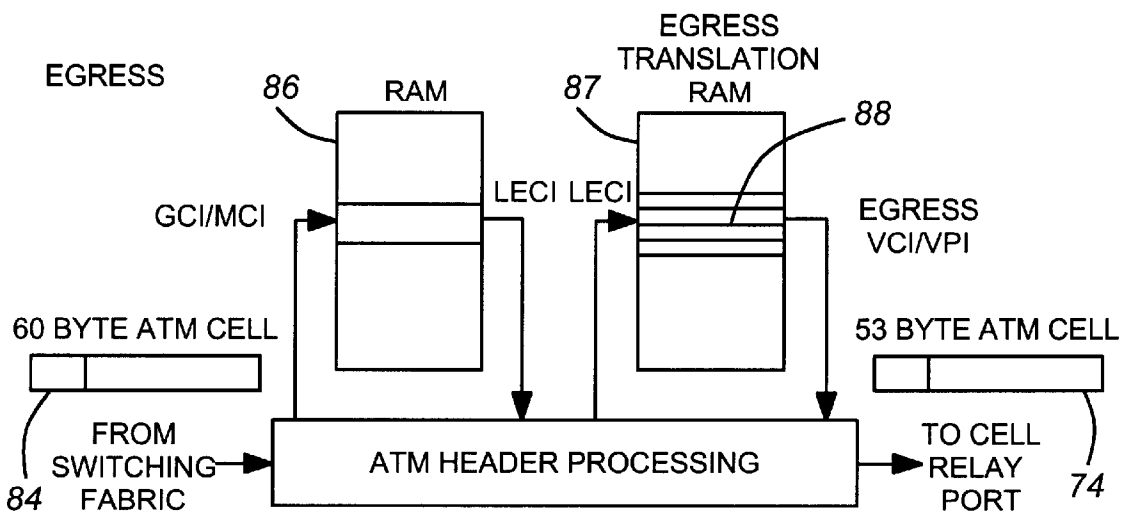 EGRESS
86
RAM
87
EGRESS
TRANSLATION
RAM
88
GCI/MCI
LECI
LECI
EGRESS
VCI/VPI
60 BYTE ATM CELL
53 BYTE ATM CELL
84
FROM
SWITCHING
FABRIC
ATM HEADER PROCESSING
TO CELL
RELAY
PORT
74